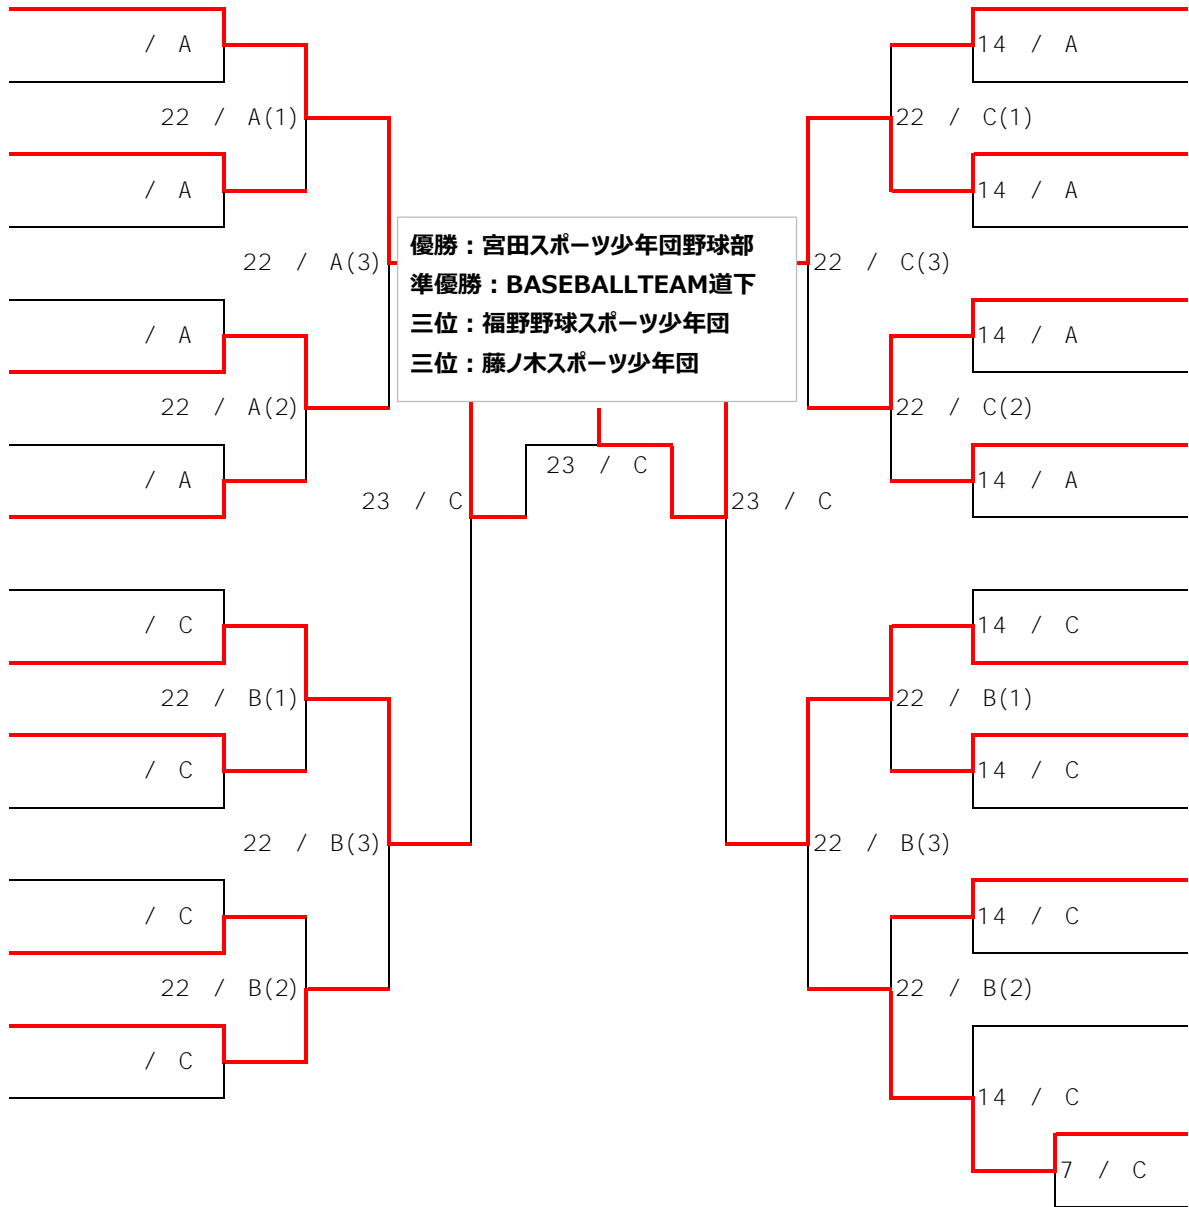 / A
14 / A
22 / A(1)
22 / C(1)
/ A
14 / A
優勝：宮田スポーツ少年団野球部
準優勝：BASEBALLTEAM道下
三位：福野野球スポーツ少年団
三位：藤ノ木スポーツ少年団
22 / A(3)
22 / C(3)
/ A
14 / A
22 / A(2)
22 / C(2)
23 / C
/ A
14 / A
23 / C
23 / C
/ C
14 / C
22 / B(1)
22 / B(1)
/ C
14 / C
22 / B(3)
22 / B(3)
/ C
14 / C
22 / B(2)
22 / B(2)
/ C
14 / C
7 / C